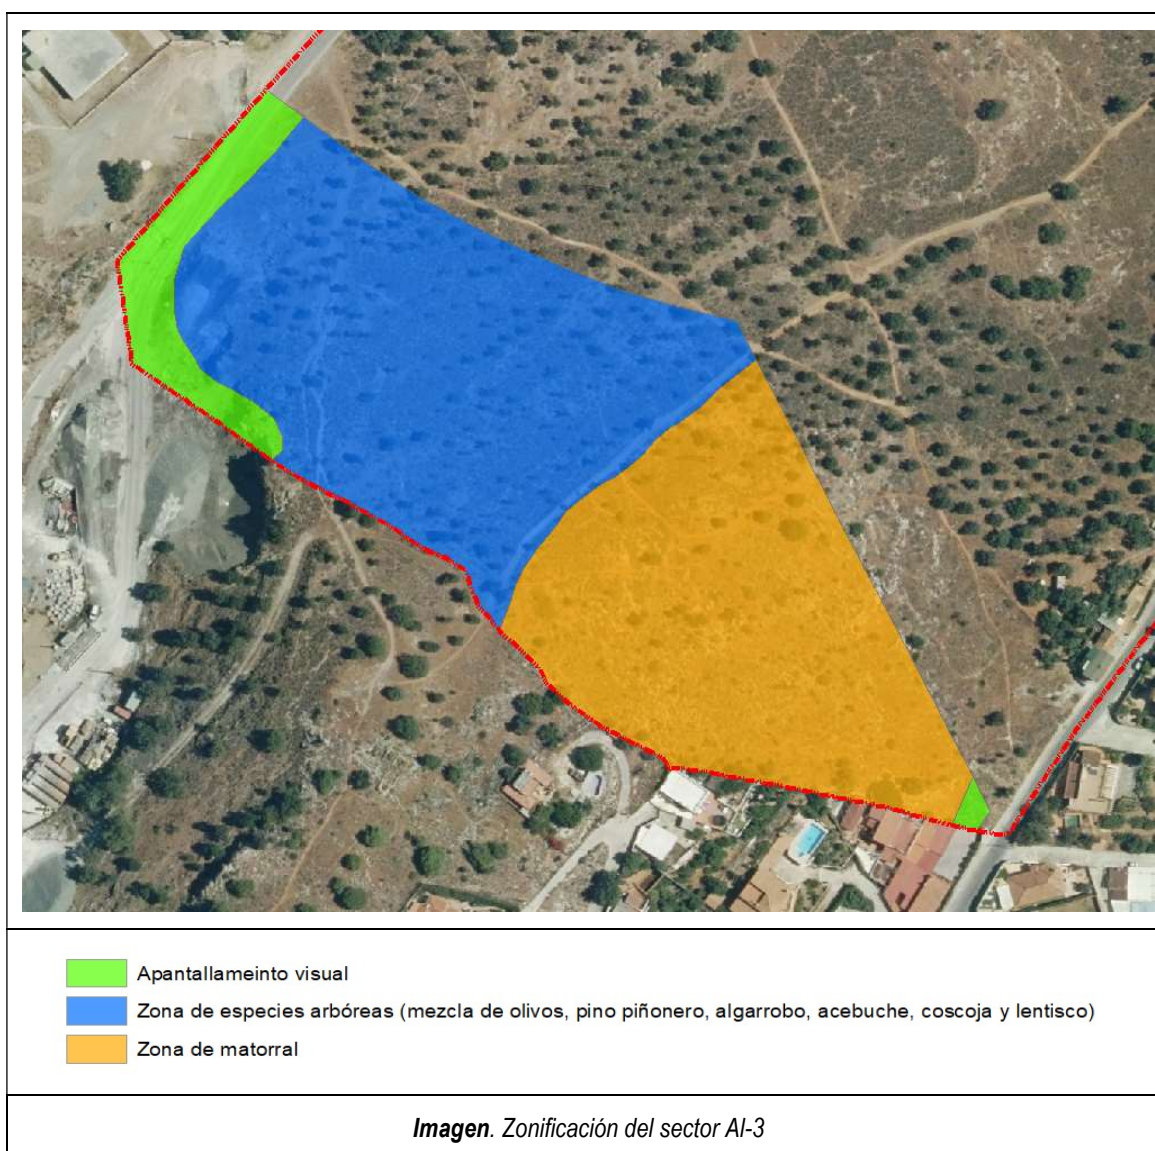 Apantallameinto visual
Zona de especies arbóreas (mezcla de olivos, pino piñonero, algarrobo, acebuche, coscoja y lentisco)
Zona de matorral
Imagen. Zonificación del sector AI-3